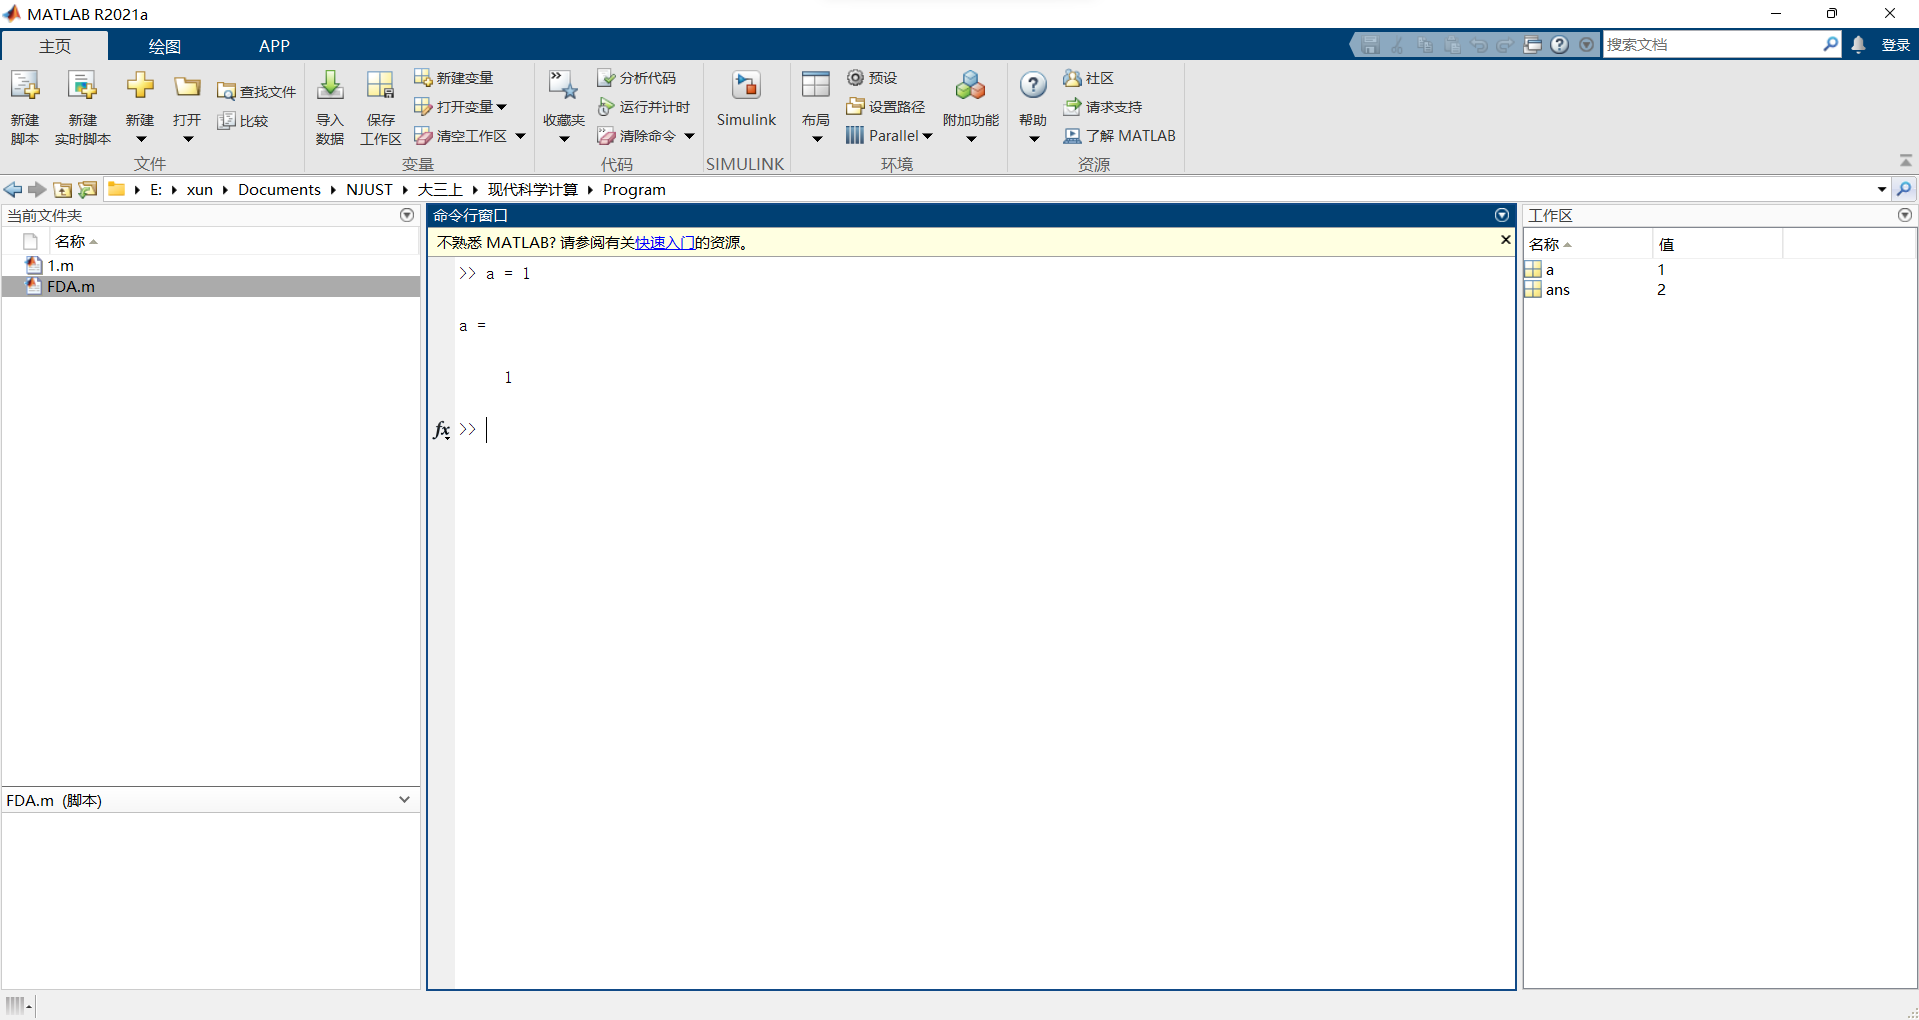 MATLAB R2021a
主页 绘图 APP 搜索文档 登录
新建脚本 新建实时脚本 新建 打开 查找文件 比较
文件
导入数据 保存工作区 新建变量 打开变量 清空工作区
变量
收藏夹 分析代码 运行并计时 清除命令
代码
Simulink
SIMULINK
布局 预设 设置路径 Parallel 附加功能
环境
帮助 社区 请求支持 了解 MATLAB
资源
E: xun Documents NJUST 大三上 现代科学计算 Program
当前文件夹
名称
1.m
FDA.m
FDA.m (脚本)
命令行窗口
不熟悉 MATLAB? 请参阅有关快速入门的资源。
>> a = 1
a =
1
fx >>
工作区
名称 值
a 1
ans 2